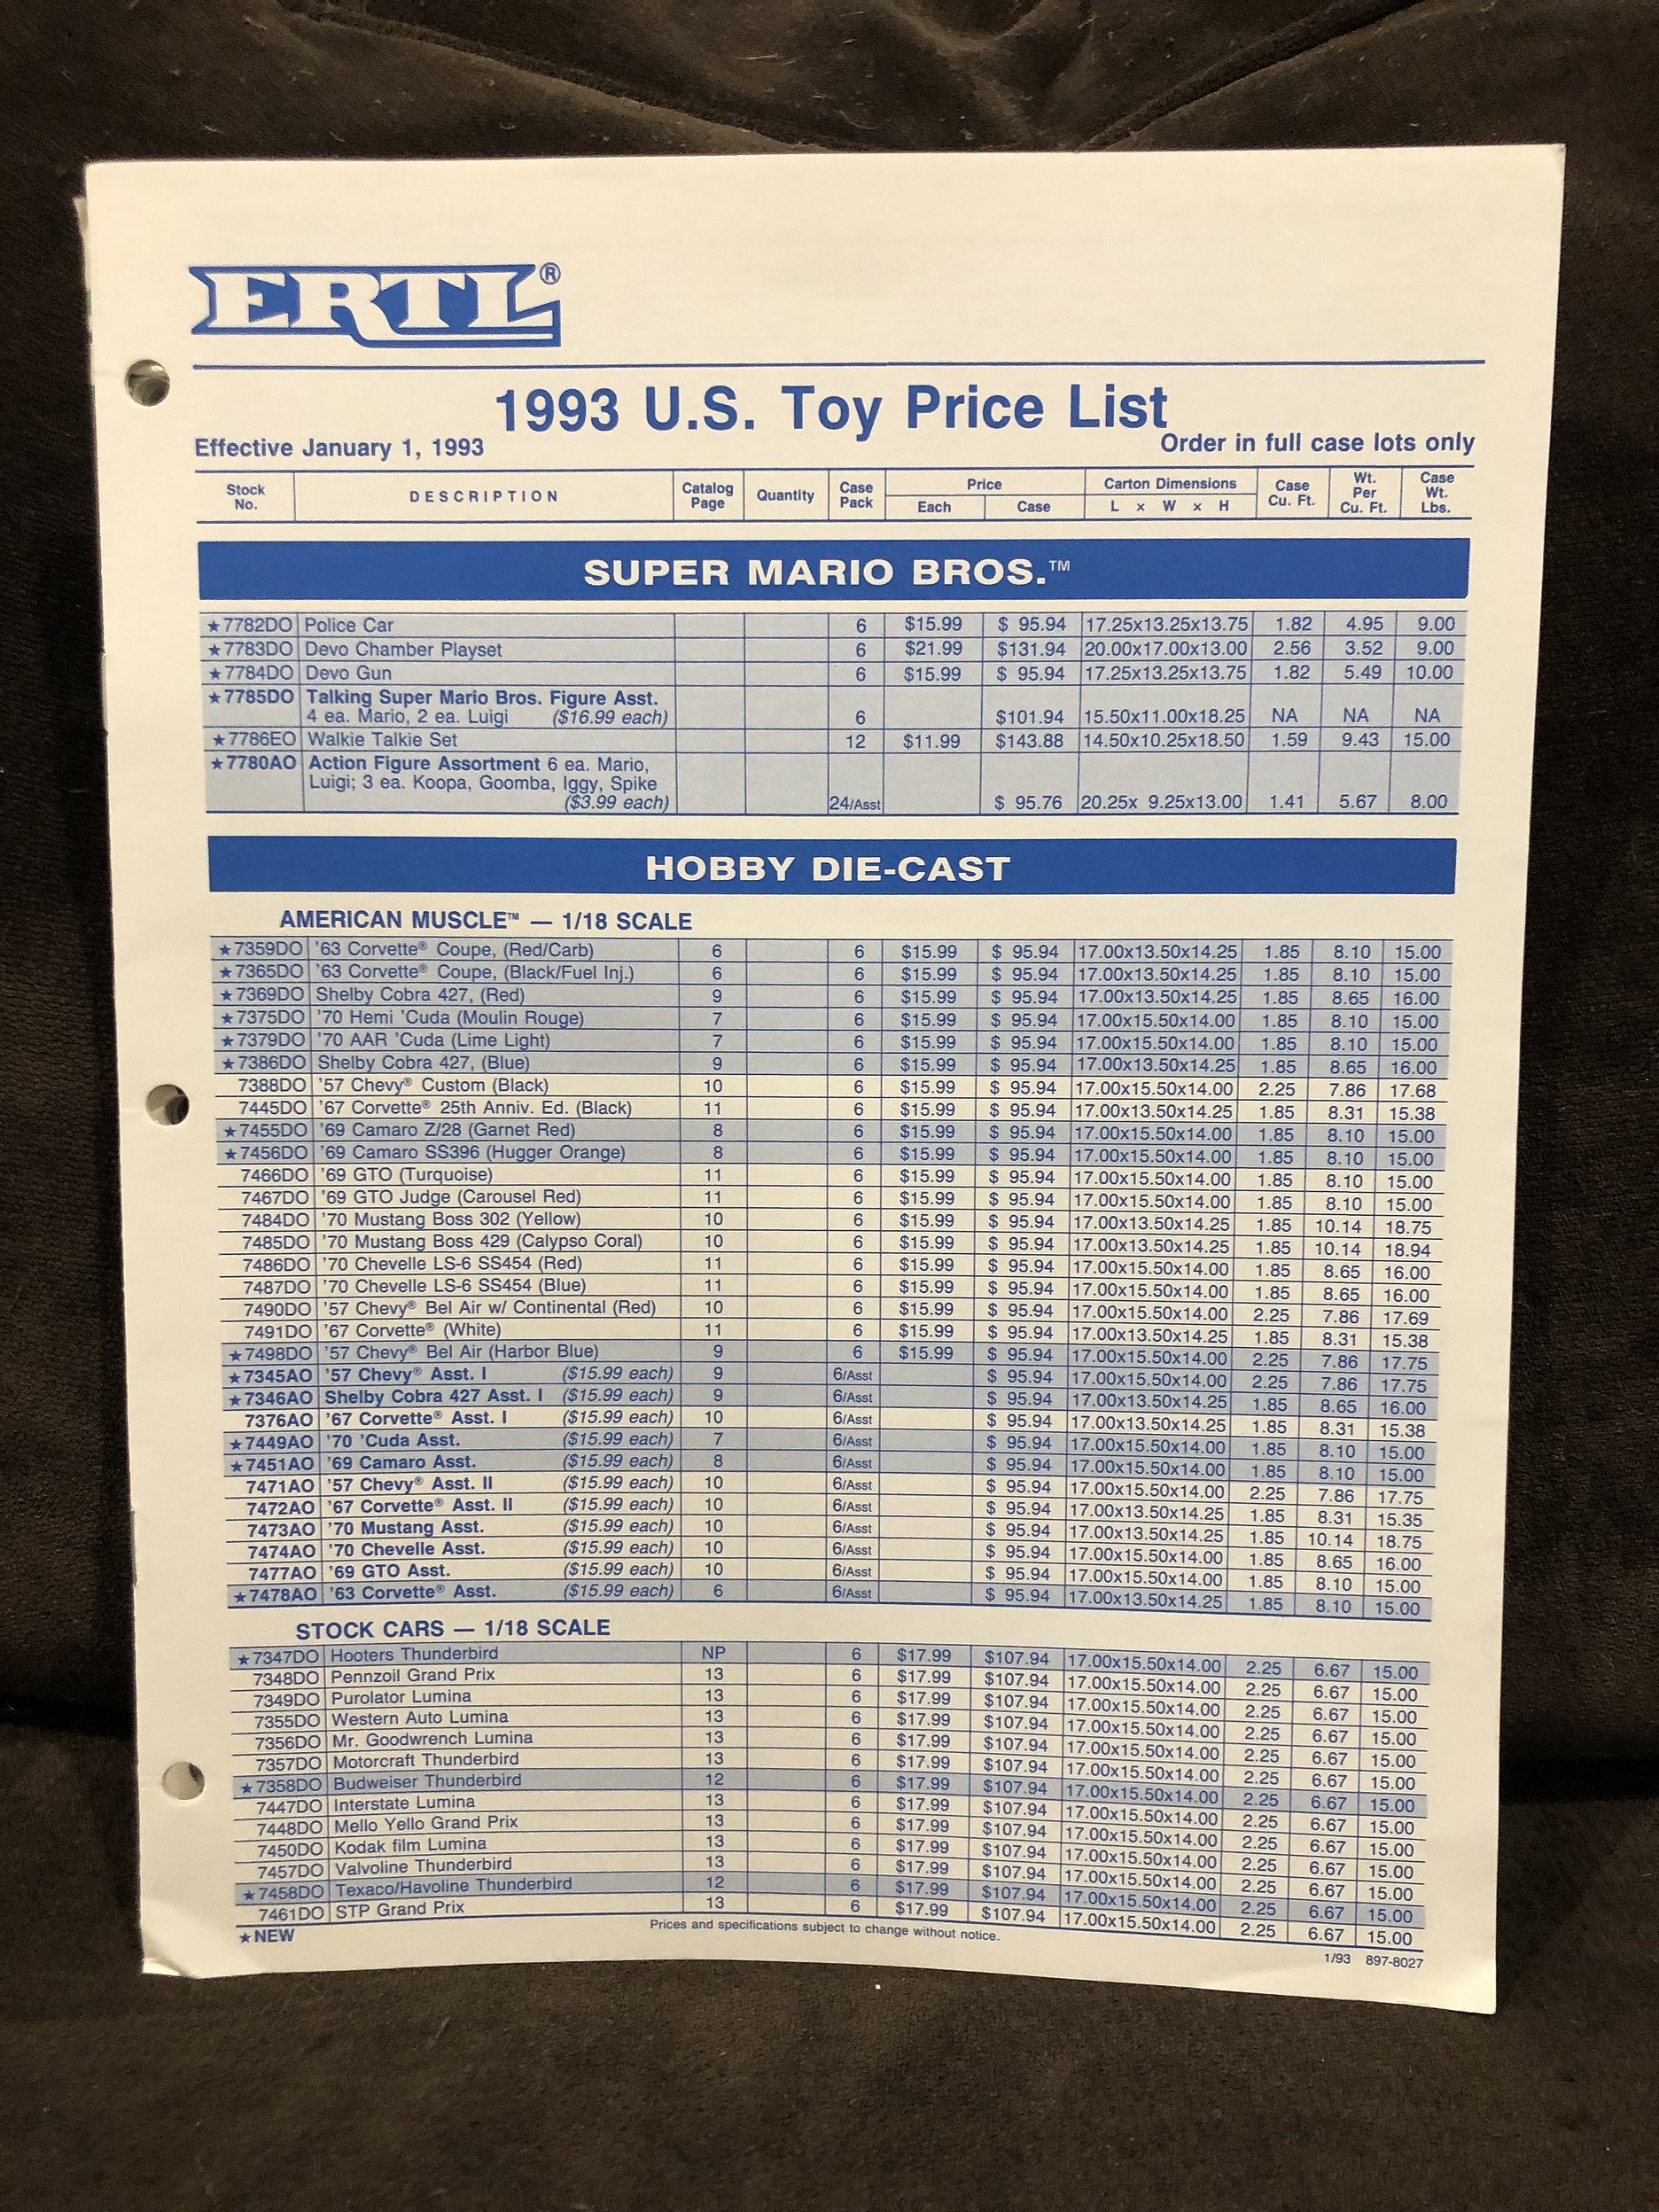 ERTL®
1993 U.S. Toy Price List
Effective January 1, 1993 Order in full case lots only
Stock No. DESCRIPTION Catalog Page Quantity Case Pack Price Each Case Carton Dimensions L x W x H Case Cu. Ft. Wt. Per Cu. Ft. Case Wt. Lbs.
SUPER MARIO BROS.™
★7782DO Police Car 6 $15.99 $ 95.94 17.25x13.25x13.75 1.82 4.95 9.00
★7783DO Devo Chamber Playset 6 $21.99 $131.94 20.00x17.00x13.00 2.56 3.52 9.00
★7784DO Devo Gun 6 $15.99 $ 95.94 17.25x13.25x13.75 1.82 5.49 10.00
★7785DO Talking Super Mario Bros. Figure Asst.
4 ea. Mario, 2 ea. Luigi ($16.99 each) 6 $101.94 15.50x11.00x18.25 NA NA NA
★7786EO Walkie Talkie Set 12 $11.99 $143.88 14.50x10.25x18.50 1.59 9.43 15.00
★7780AO Action Figure Assortment 6 ea. Mario,
Luigi; 3 ea. Koopa, Goomba, Iggy, Spike
($3.99 each) 24/Asst $ 95.76 20.25x 9.25x13.00 1.41 5.67 8.00
HOBBY DIE-CAST
AMERICAN MUSCLE™ — 1/18 SCALE
★7359DO '63 Corvette® Coupe, (Red/Carb) 6 6 $15.99 $ 95.94 17.00x13.50x14.25 1.85 8.10 15.00
★7365DO '63 Corvette® Coupe, (Black/Fuel Inj.) 6 6 $15.99 $ 95.94 17.00x13.50x14.25 1.85 8.10 15.00
★7369DO Shelby Cobra 427, (Red) 9 6 $15.99 $ 95.94 17.00x13.50x14.25 1.85 8.65 16.00
★7375DO '70 Hemi 'Cuda (Moulin Rouge) 7 6 $15.99 $ 95.94 17.00x15.50x14.00 1.85 8.10 15.00
★7379DO '70 AAR 'Cuda (Lime Light) 7 6 $15.99 $ 95.94 17.00x15.50x14.00 1.85 8.10 15.00
★7386DO Shelby Cobra 427, (Blue) 9 6 $15.99 $ 95.94 17.00x13.50x14.25 1.85 8.65 16.00
7388DO '57 Chevy® Custom (Black) 10 6 $15.99 $ 95.94 17.00x15.50x14.00 2.25 7.86 17.68
7445DO '67 Corvette® 25th Anniv. Ed. (Black) 11 6 $15.99 $ 95.94 17.00x13.50x14.25 1.85 8.31 15.38
★7455DO '69 Camaro Z/28 (Garnet Red) 8 6 $15.99 $ 95.94 17.00x15.50x14.00 1.85 8.10 15.00
★7456DO '69 Camaro SS396 (Hugger Orange) 8 6 $15.99 $ 95.94 17.00x15.50x14.00 1.85 8.10 15.00
7466DO '69 GTO (Turquoise) 11 6 $15.99 $ 95.94 17.00x15.50x14.00 1.85 8.10 15.00
7467DO '69 GTO Judge (Carousel Red) 11 6 $15.99 $ 95.94 17.00x15.50x14.00 1.85 8.10 15.00
7484DO '70 Mustang Boss 302 (Yellow) 10 6 $15.99 $ 95.94 17.00x13.50x14.25 1.85 10.14 18.75
7485DO '70 Mustang Boss 429 (Calypso Coral) 10 6 $15.99 $ 95.94 17.00x13.50x14.25 1.85 10.14 18.94
7486DO '70 Chevelle LS-6 SS454 (Red) 11 6 $15.99 $ 95.94 17.00x15.50x14.00 1.85 8.65 16.00
7487DO '70 Chevelle LS-6 SS454 (Blue) 11 6 $15.99 $ 95.94 17.00x15.50x14.00 1.85 8.65 16.00
7490DO '57 Chevy® Bel Air w/ Continental (Red) 10 6 $15.99 $ 95.94 17.00x15.50x14.00 2.25 7.86 17.69
7491DO '67 Corvette® (White) 11 6 $15.99 $ 95.94 17.00x13.50x14.25 1.85 8.31 15.38
★7498DO '57 Chevy® Bel Air (Harbor Blue) 9 6 $15.99 $ 95.94 17.00x15.50x14.00 2.25 7.86 17.75
★7345AO '57 Chevy® Asst. I ($15.99 each) 9 6/Asst $ 95.94 17.00x15.50x14.00 2.25 7.86 17.75
★7346AO Shelby Cobra 427 Asst. I ($15.99 each) 9 6/Asst $ 95.94 17.00x13.50x14.25 1.85 8.65 16.00
7376AO '67 Corvette® Asst. I ($15.99 each) 10 6/Asst $ 95.94 17.00x13.50x14.25 1.85 8.31 15.38
★7449AO '70 'Cuda Asst. ($15.99 each) 7 6/Asst $ 95.94 17.00x15.50x14.00 1.85 8.10 15.00
★7451AO '69 Camaro Asst. ($15.99 each) 8 6/Asst $ 95.94 17.00x15.50x14.00 1.85 8.10 15.00
7471AO '57 Chevy® Asst. II ($15.99 each) 10 6/Asst $ 95.94 17.00x15.50x14.00 2.25 7.86 17.75
7472AO '67 Corvette® Asst. II ($15.99 each) 10 6/Asst $ 95.94 17.00x13.50x14.25 1.85 8.31 15.35
7473AO '70 Mustang Asst. ($15.99 each) 10 6/Asst $ 95.94 17.00x13.50x14.25 1.85 10.14 18.75
7474AO '70 Chevelle Asst. ($15.99 each) 10 6/Asst $ 95.94 17.00x15.50x14.00 1.85 8.65 16.00
7477AO '69 GTO Asst. ($15.99 each) 10 6/Asst $ 95.94 17.00x15.50x14.00 1.85 8.10 15.00
★7478AO '63 Corvette® Asst. ($15.99 each) 6 6/Asst $ 95.94 17.00x13.50x14.25 1.85 8.10 15.00
STOCK CARS — 1/18 SCALE
★7347DO Hooters Thunderbird NP 6 $17.99 $107.94 17.00x15.50x14.00 2.25 6.67 15.00
7348DO Pennzoil Grand Prix 13 6 $17.99 $107.94 17.00x15.50x14.00 2.25 6.67 15.00
7349DO Purolator Lumina 13 6 $17.99 $107.94 17.00x15.50x14.00 2.25 6.67 15.00
7355DO Western Auto Lumina 13 6 $17.99 $107.94 17.00x15.50x14.00 2.25 6.67 15.00
7356DO Mr. Goodwrench Lumina 13 6 $17.99 $107.94 17.00x15.50x14.00 2.25 6.67 15.00
7357DO Motorcraft Thunderbird 13 6 $17.99 $107.94 17.00x15.50x14.00 2.25 6.67 15.00
★7358DO Budweiser Thunderbird 12 6 $17.99 $107.94 17.00x15.50x14.00 2.25 6.67 15.00
7447DO Interstate Lumina 13 6 $17.99 $107.94 17.00x15.50x14.00 2.25 6.67 15.00
7448DO Mello Yello Grand Prix 13 6 $17.99 $107.94 17.00x15.50x14.00 2.25 6.67 15.00
7450DO Kodak film Lumina 13 6 $17.99 $107.94 17.00x15.50x14.00 2.25 6.67 15.00
7457DO Valvoline Thunderbird 13 6 $17.99 $107.94 17.00x15.50x14.00 2.25 6.67 15.00
★7458DO Texaco/Havoline Thunderbird 12 6 $17.99 $107.94 17.00x15.50x14.00 2.25 6.67 15.00
7461DO STP Grand Prix 13 6 $17.99 $107.94 17.00x15.50x14.00 2.25 6.67 15.00
★NEW Prices and specifications subject to change without notice.
1/93 897-8027